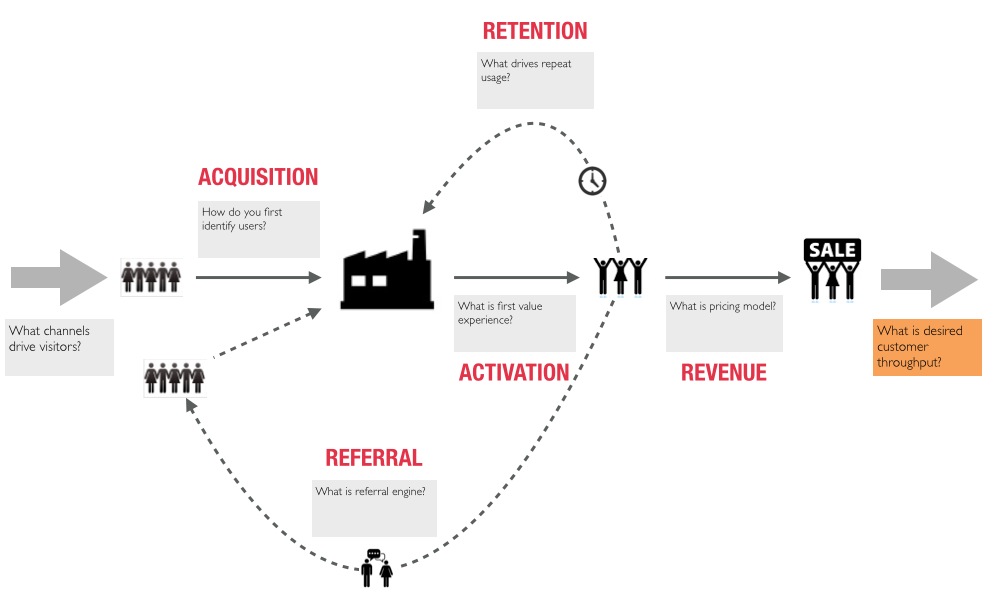 RETENTION
What drives repeat
usage?
ACQUISITION
How do you first
identify users?
SALE
What channels
drive visitors?
What is first value
experience?
ACTIVATION
What is pricing model?
REVENUE
What is desired
customer
throughput?
REFERRAL
What is referral engine?